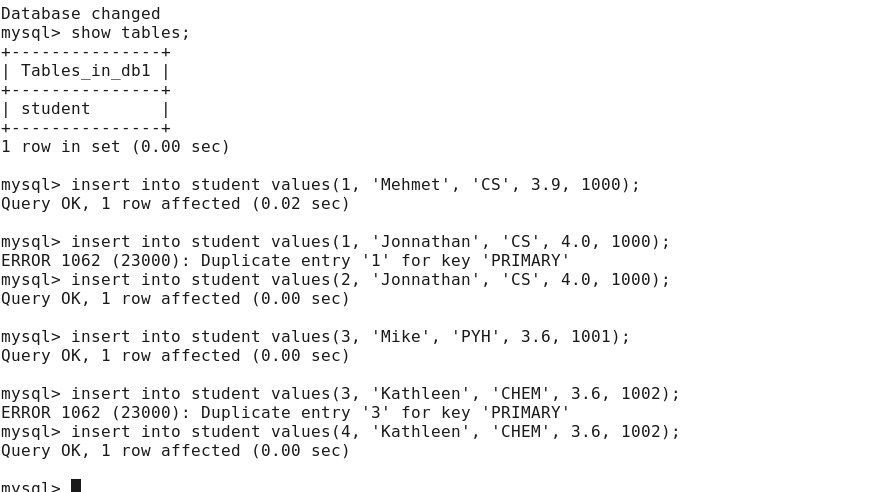 Database changed
mysql> show tables;
+---------------+
| Tables_in_db1 |
+---------------+
| student       |
+---------------+
1 row in set (0.00 sec)

mysql> insert into student values(1, 'Mehmet', 'CS', 3.9, 1000);
Query OK, 1 row affected (0.02 sec)

mysql> insert into student values(1, 'Jonnathan', 'CS', 4.0, 1000);
ERROR 1062 (23000): Duplicate entry '1' for key 'PRIMARY'
mysql> insert into student values(2, 'Jonnathan', 'CS', 4.0, 1000);
Query OK, 1 row affected (0.00 sec)

mysql> insert into student values(3, 'Mike', 'PYH', 3.6, 1001);
Query OK, 1 row affected (0.00 sec)

mysql> insert into student values(3, 'Kathleen', 'CHEM', 3.6, 1002);
ERROR 1062 (23000): Duplicate entry '3' for key 'PRIMARY'
mysql> insert into student values(4, 'Kathleen', 'CHEM', 3.6, 1002);
Query OK, 1 row affected (0.00 sec)

mysql>